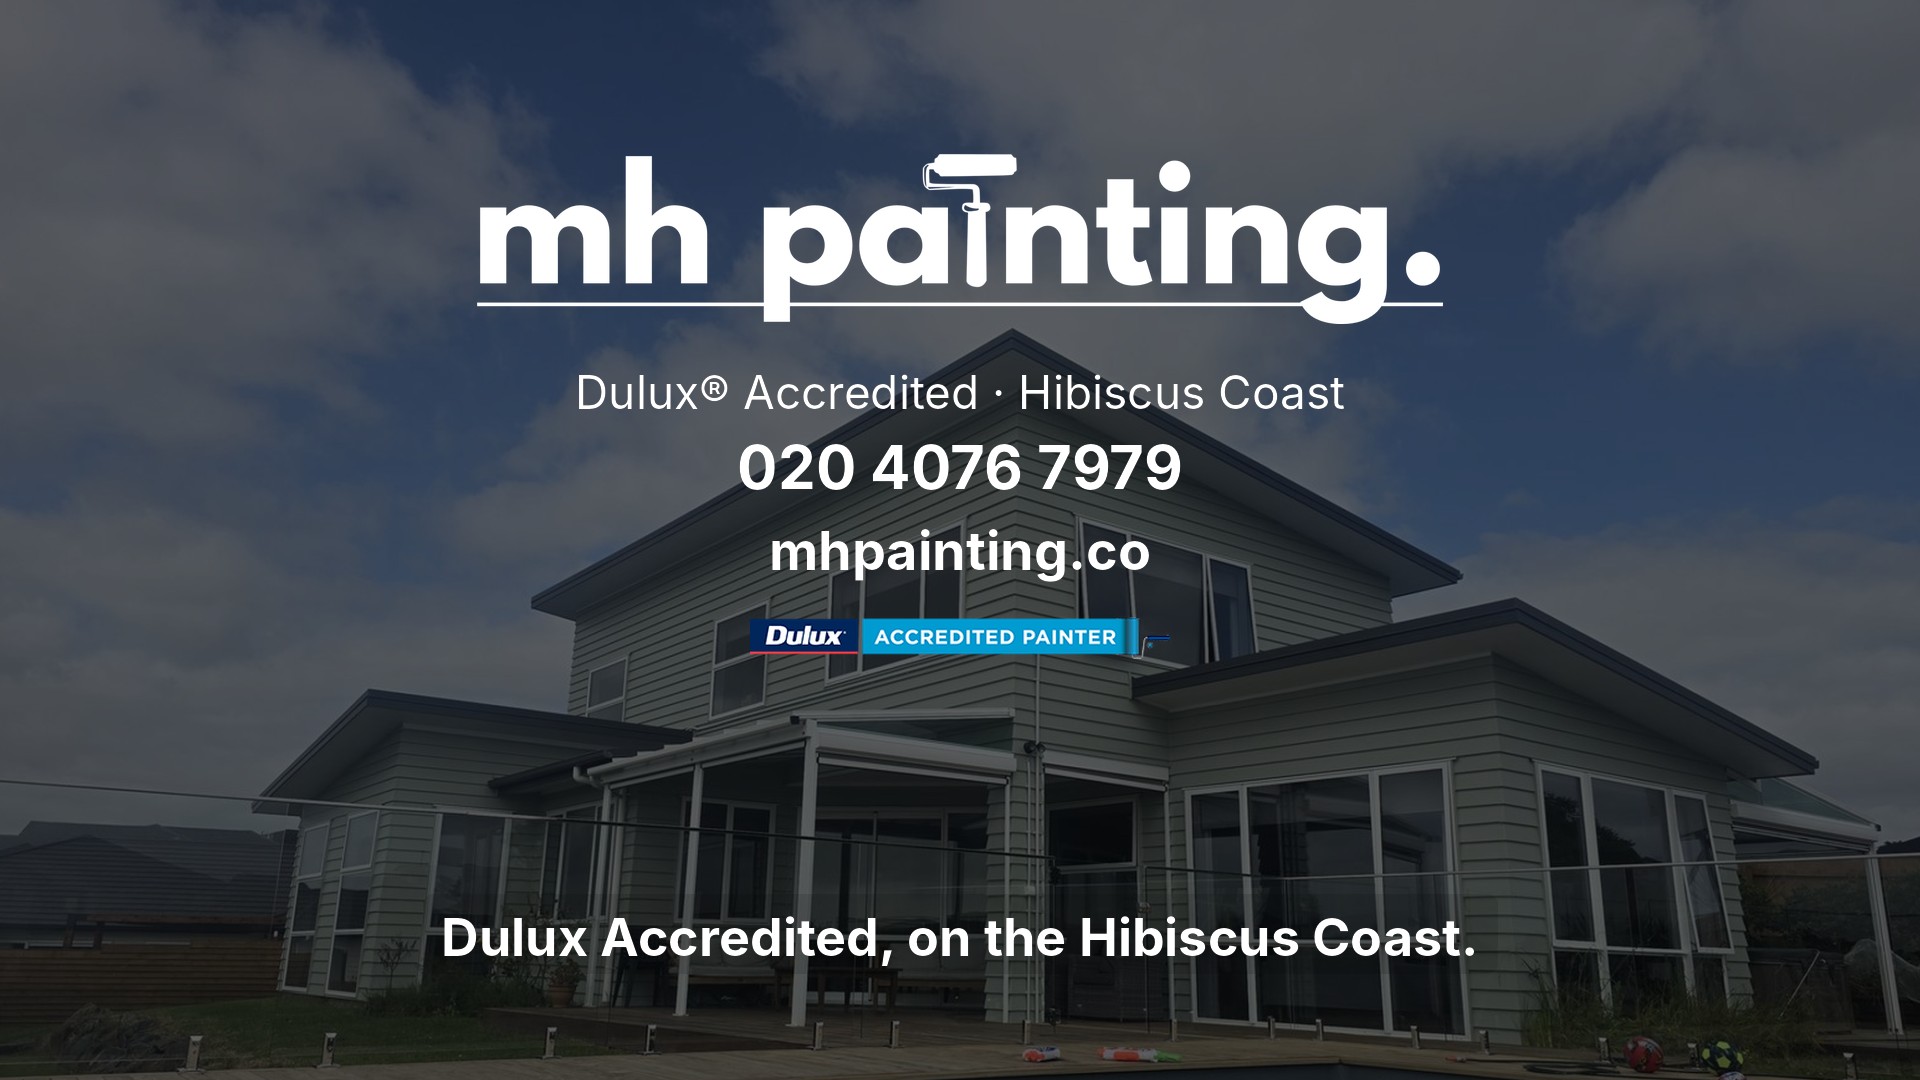 mh painting.
Dulux® Accredited · Hibiscus Coast
020 4076 7979
mhpainting.co
Dulux ACCREDITED PAINTER
Dulux Accredited, on the Hibiscus Coast.